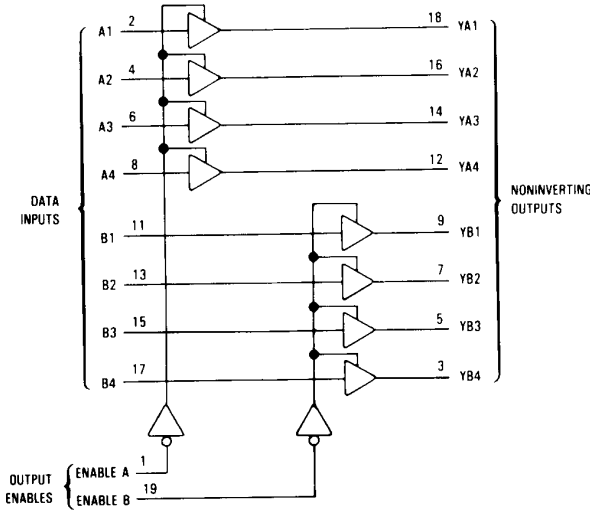 A1 2 18 YA1
A2 4 16 YA2
A3 6 14 YA3
A4 8 12 YA4
DATA
INPUTS
NONINVERTING
OUTPUTS
B1 11 9 YB1
B2 13 7 YB2
B3 15 5 YB3
B4 17 3 YB4
OUTPUT
ENABLES
ENABLE A 1
ENABLE B 19